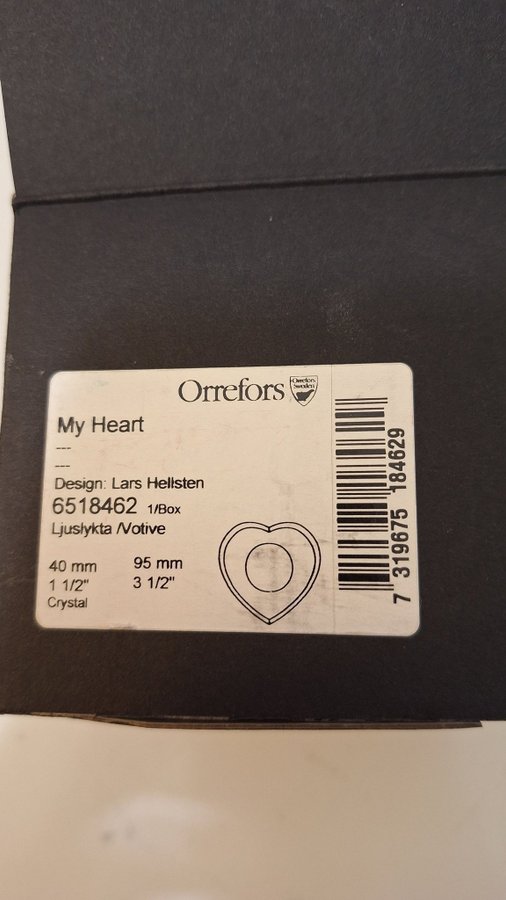 Orrefors
Orrefors
Sweden
My Heart
---
---
Design: Lars Hellsten
6518462 1/Box
Ljuslykta /Votive
40 mm 95 mm
1 1/2" 3 1/2"
Crystal
7 319675 184629